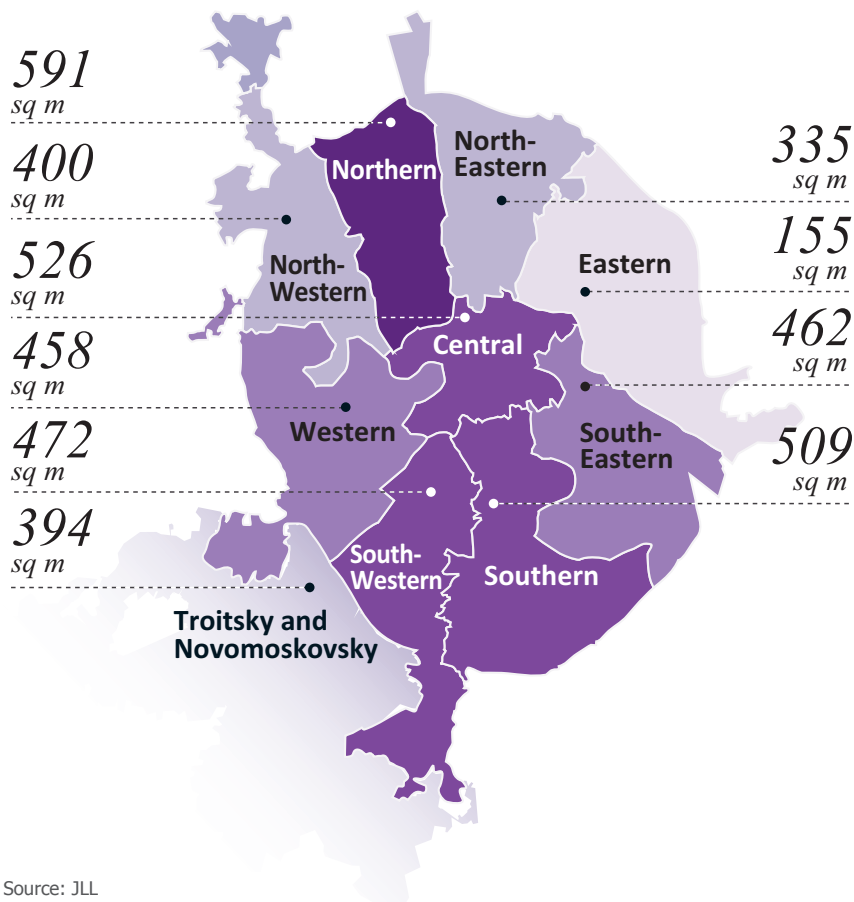 591
sq m
400
sq m
526
sq m
458
sq m
472
sq m
394
sq m
Northern
North-
Eastern
North-
Western
Eastern
Central
Western
South-
Eastern
South-
Western
Southern
Troitsky and
Novomoskovsky
335
sq m
155
sq m
462
sq m
509
sq m
Source: JLL